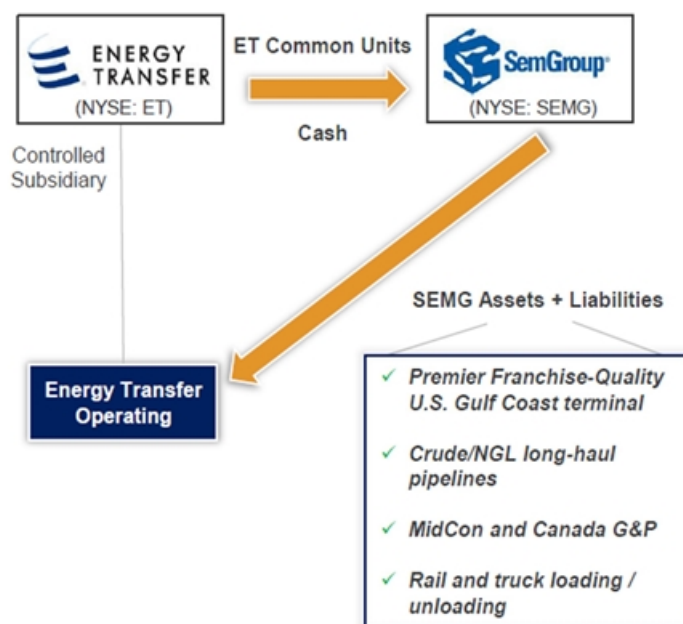 ENERGY
TRANSFER
(NYSE: ET)
ET Common Units
Cash
SemGroup®
(NYSE: SEMG)
Controlled
Subsidiary
SEMG Assets + Liabilities
Energy Transfer
Operating
✓ Premier Franchise-Quality
U.S. Gulf Coast terminal
✓ Crude/NGL long-haul
pipelines
✓ MidCon and Canada G&P
✓ Rail and truck loading /
unloading